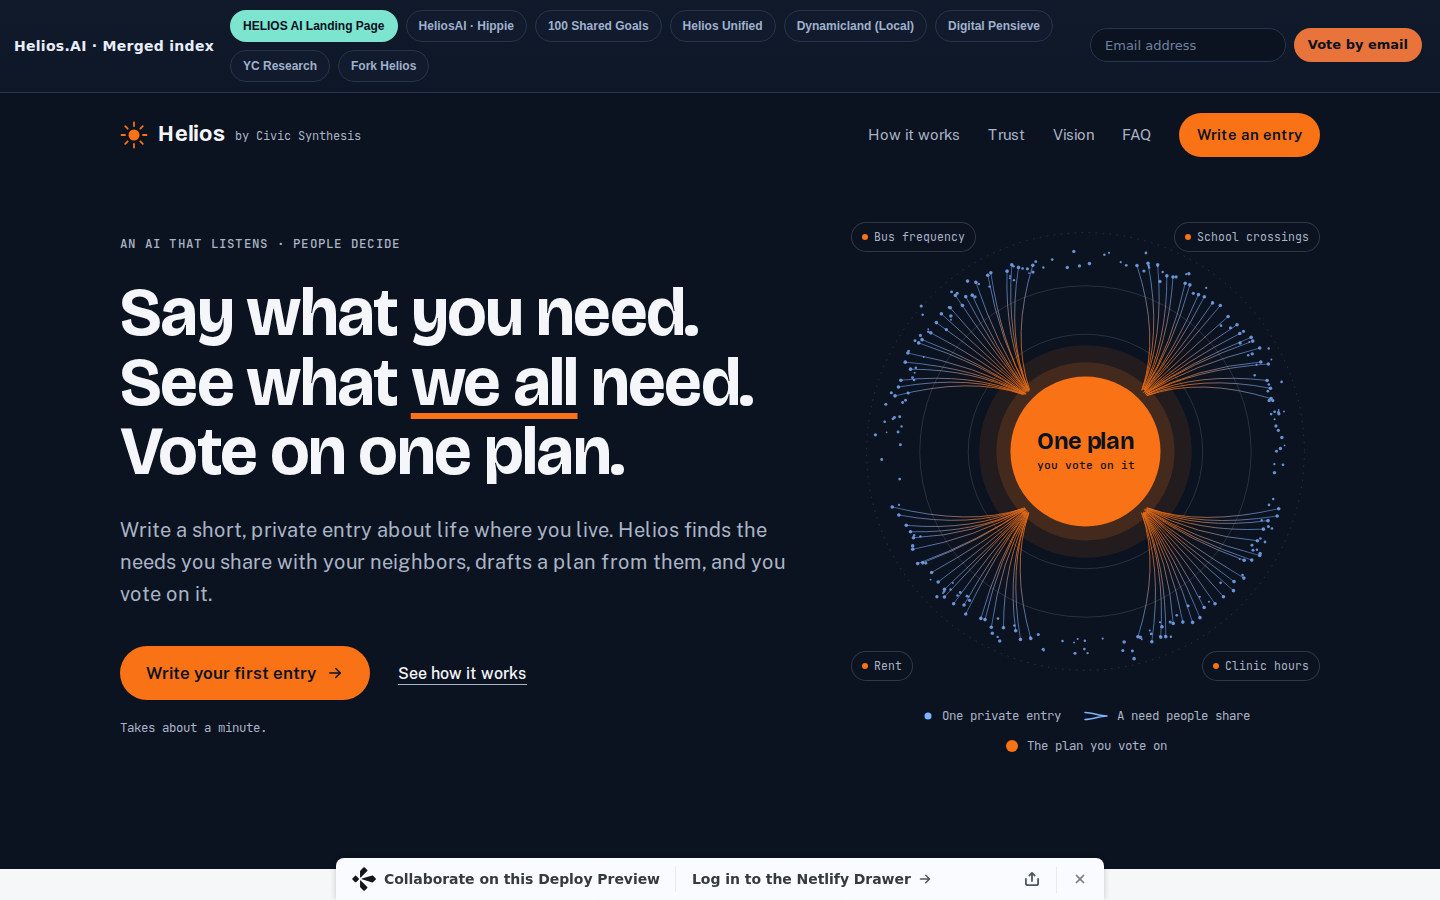 Helios.AI · Merged index
HELIOS AI Landing Page
HeliosAI · Hippie
100 Shared Goals
Helios Unified
Dynamicland (Local)
Digital Pensieve
YC Research
Fork Helios
Email address
Vote by email
Helios by Civic Synthesis
How it works
Trust
Vision
FAQ
Write an entry
AN AI THAT LISTENS · PEOPLE DECIDE
Say what you need.
See what we all need.
Vote on one plan.
Write a short, private entry about life where you live. Helios finds the
needs you share with your neighbors, drafts a plan from them, and you
vote on it.
Write your first entry →
See how it works
Takes about a minute.
Bus frequency
School crossings
One plan
you vote on it
Rent
Clinic hours
One private entry
A need people share
The plan you vote on
Collaborate on this Deploy Preview
Log in to the Netlify Drawer →